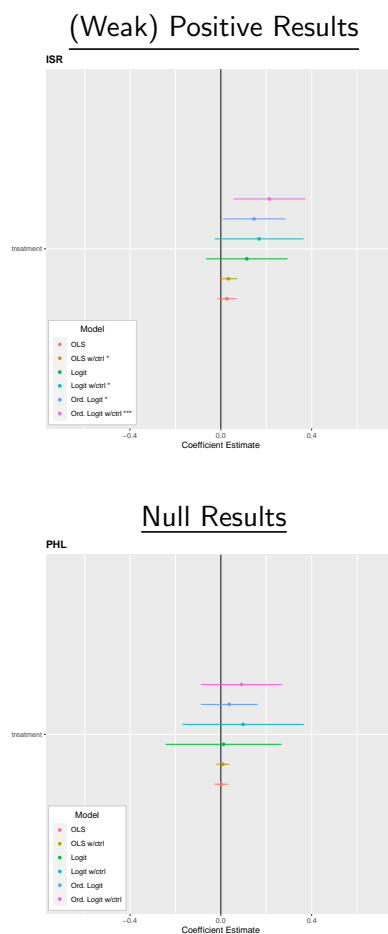 (Weak) Positive Results
ISR
treatment
Model
OLS
OLS w/ctrl *
Logit
Logit w/ctrl *
Ord. Logit *
Ord. Logit w/ctrl ***
−0.4 0.0 0.4
Coefficient Estimate
Null Results
PHL
treatment
Model
OLS
OLS w/ctrl
Logit
Logit w/ctrl
Ord. Logit
Ord. Logit w/ctrl
−0.4 0.0 0.4
Coefficient Estimate